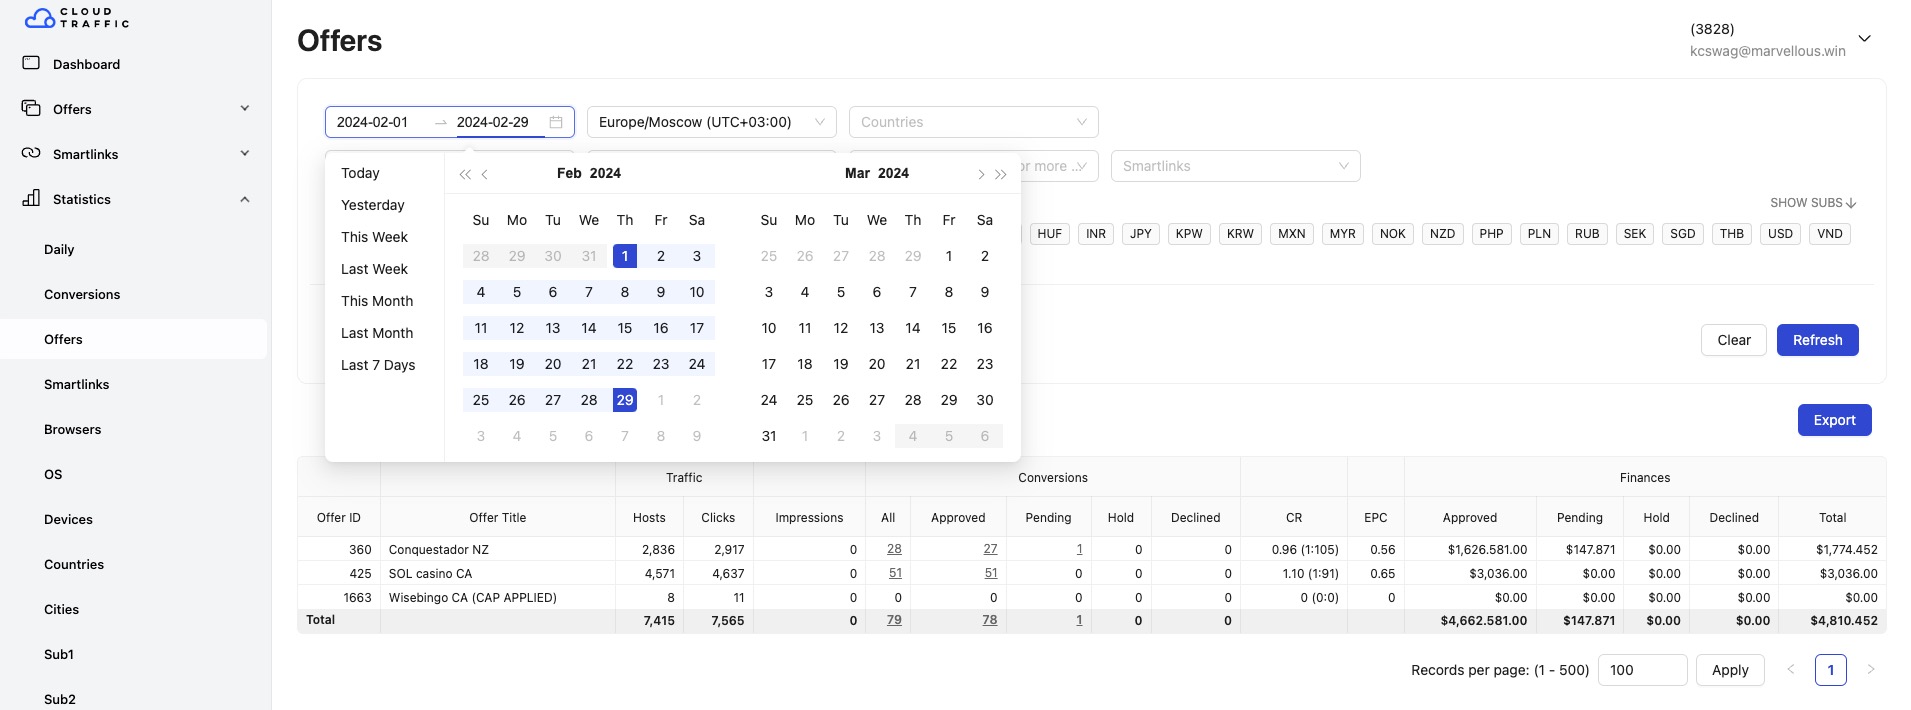 CLOUD
TRAFFIC
Dashboard
Offers
Smartlinks
Statistics
Daily
Conversions
Offers
Smartlinks
Browsers
OS
Devices
Countries
Cities
Sub1
Sub2
Offers
(3828)
kcswag@marvellous.win
2024-02-01 → 2024-02-29
Europe/Moscow (UTC+03:00)
Countries
or more ...
Smartlinks
SHOW SUBS↓
HUF INR JPY KPW KRW MXN MYR NOK NZD PHP PLN RUB SEK SGD THB USD VND
Clear Refresh
Export
Today
Yesterday
This Week
Last Week
This Month
Last Month
Last 7 Days
Feb 2024
Su Mo Tu We Th Fr Sa
28 29 30 31 1 2 3
4 5 6 7 8 9 10
11 12 13 14 15 16 17
18 19 20 21 22 23 24
25 26 27 28 29 1 2
3 4 5 6 7 8 9
Mar 2024
Su Mo Tu We Th Fr Sa
25 26 27 28 29 1 2
3 4 5 6 7 8 9
10 11 12 13 14 15 16
17 18 19 20 21 22 23
24 25 26 27 28 29 30
31 1 2 3 4 5 6
Traffic Conversions Finances
Offer ID Offer Title Hosts Clicks Impressions All Approved Pending Hold Declined CR EPC Approved Pending Hold Declined Total
360 Conquestador NZ 2,836 2,917 0 28 27 1 0 0 0.96 (1:105) 0.56 $1,626.581.00 $147.871 $0.00 $0.00 $1,774.452
425 SOL casino CA 4,571 4,637 0 51 51 0 0 0 1.10 (1:91) 0.65 $3,036.00 $0.00 $0.00 $0.00 $3,036.00
1663 Wisebingo CA (CAP APPLIED) 8 11 0 0 0 0 0 0 0 (0:0) 0 $0.00 $0.00 $0.00 $0.00 $0.00
Total 7,415 7,565 0 79 78 1 0 0 $4,662.581.00 $147.871 $0.00 $0.00 $4,810.452
Records per page: (1 - 500) 100 Apply < 1 >